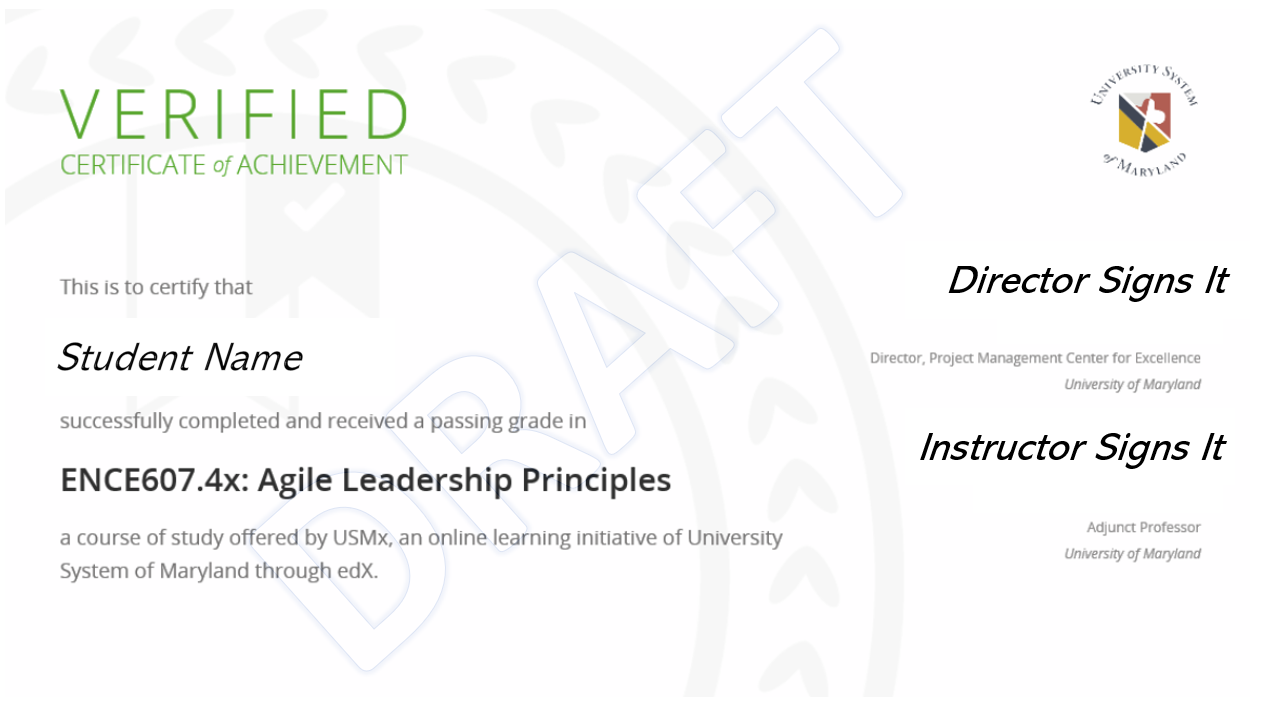 VERIFIED
CERTIFICATE of ACHIEVEMENT
UNIVERSITY SYSTEM
of MARYLAND
This is to certify that
Student Name
successfully completed and received a passing grade in
ENCE607.4x: Agile Leadership Principles
a course of study offered by USMx, an online learning initiative of University
System of Maryland through edX.
Director Signs It
Director, Project Management Center for Excellence
University of Maryland
Instructor Signs It
Adjunct Professor
University of Maryland
DRAFT